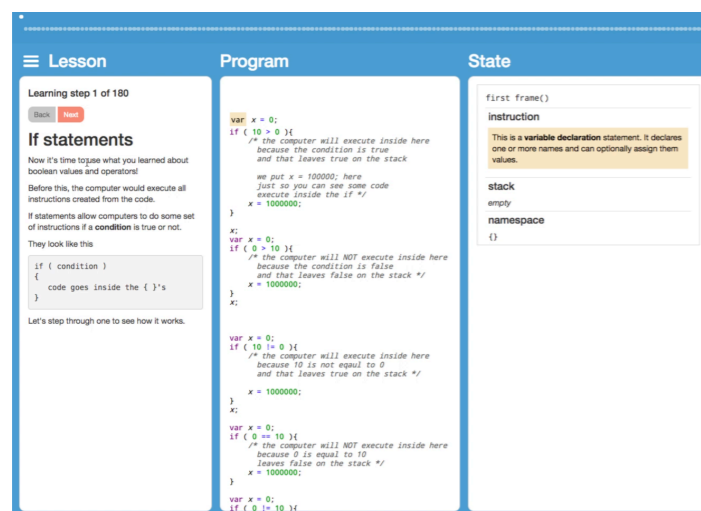 Lesson
Learning step 1 of 180
Back Next
If statements
Now it's time to use what you learned about
boolean values and operators!
Before this, the computer would execute all
instructions created from the code.
If statements allow computers to do some set
of instructions if a condition is true or not.
They look like this
if ( condition )
{
code goes inside the { }'s
}
Let's step through one to see how it works.
Program
var x = 0;
if ( 10 > 0 ){
/* the computer will execute inside here
because the condition is true
and that leaves true on the stack
we put x = 100000; here
just so you can see some code
execute inside the if */
x = 1000000;
}
x;
var x = 0;
if ( 0 > 10 ){
/* the computer will NOT execute inside here
because the condition is false
and that leaves false on the stack */
x = 1000000;
}
x;
var x = 0;
if ( 10 != 0 ){
/* the computer will execute inside here
because 10 is not eqaul to 0
and that leaves true on the stack */
x = 1000000;
}
x;
var x = 0;
if ( 0 == 10 ){
/* the computer will NOT execute inside here
because 0 is equal to 10
leaves false on the stack */
x = 1000000;
}
var x = 0;
if ( 0 != 10 ){
State
first frame()
instruction
This is a variable declaration statement. It declares
one or more names and can optionally assign them
values.
stack
empty
namespace
{}